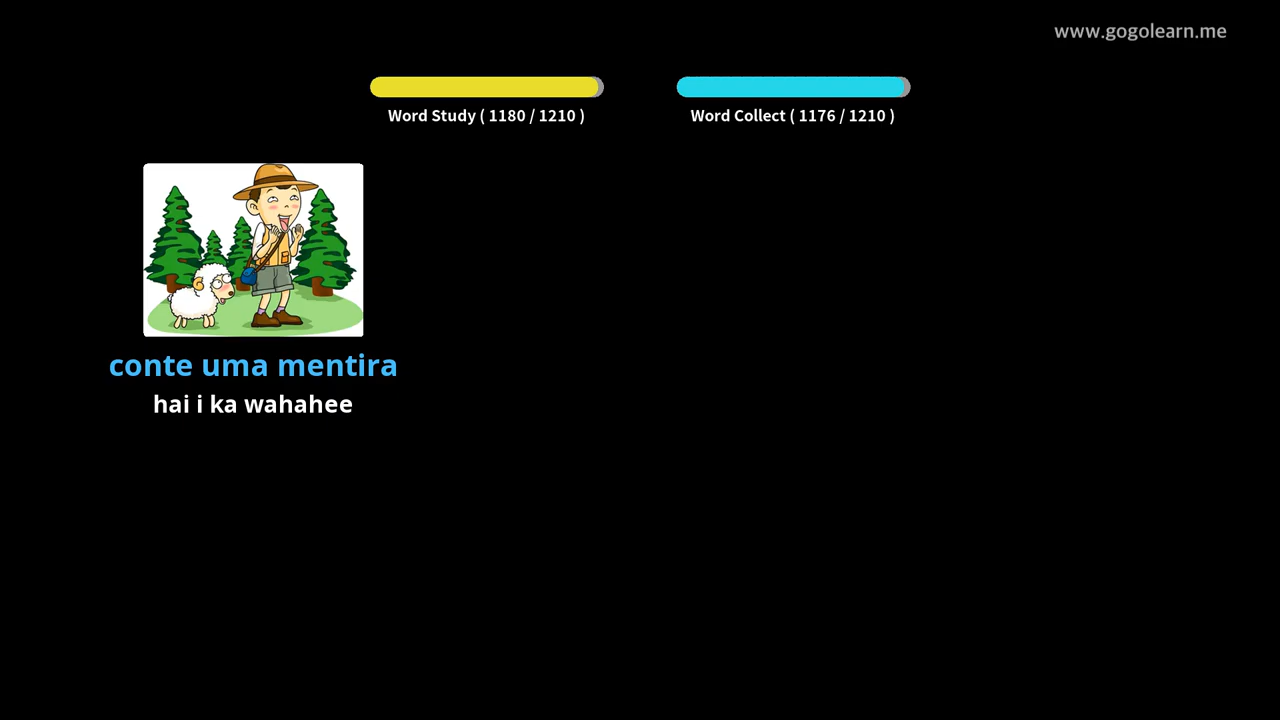 www.gogolearn.me
Word Study ( 1180 / 1210 )
Word Collect ( 1176 / 1210 )
conte uma mentira
hai i ka wahahee